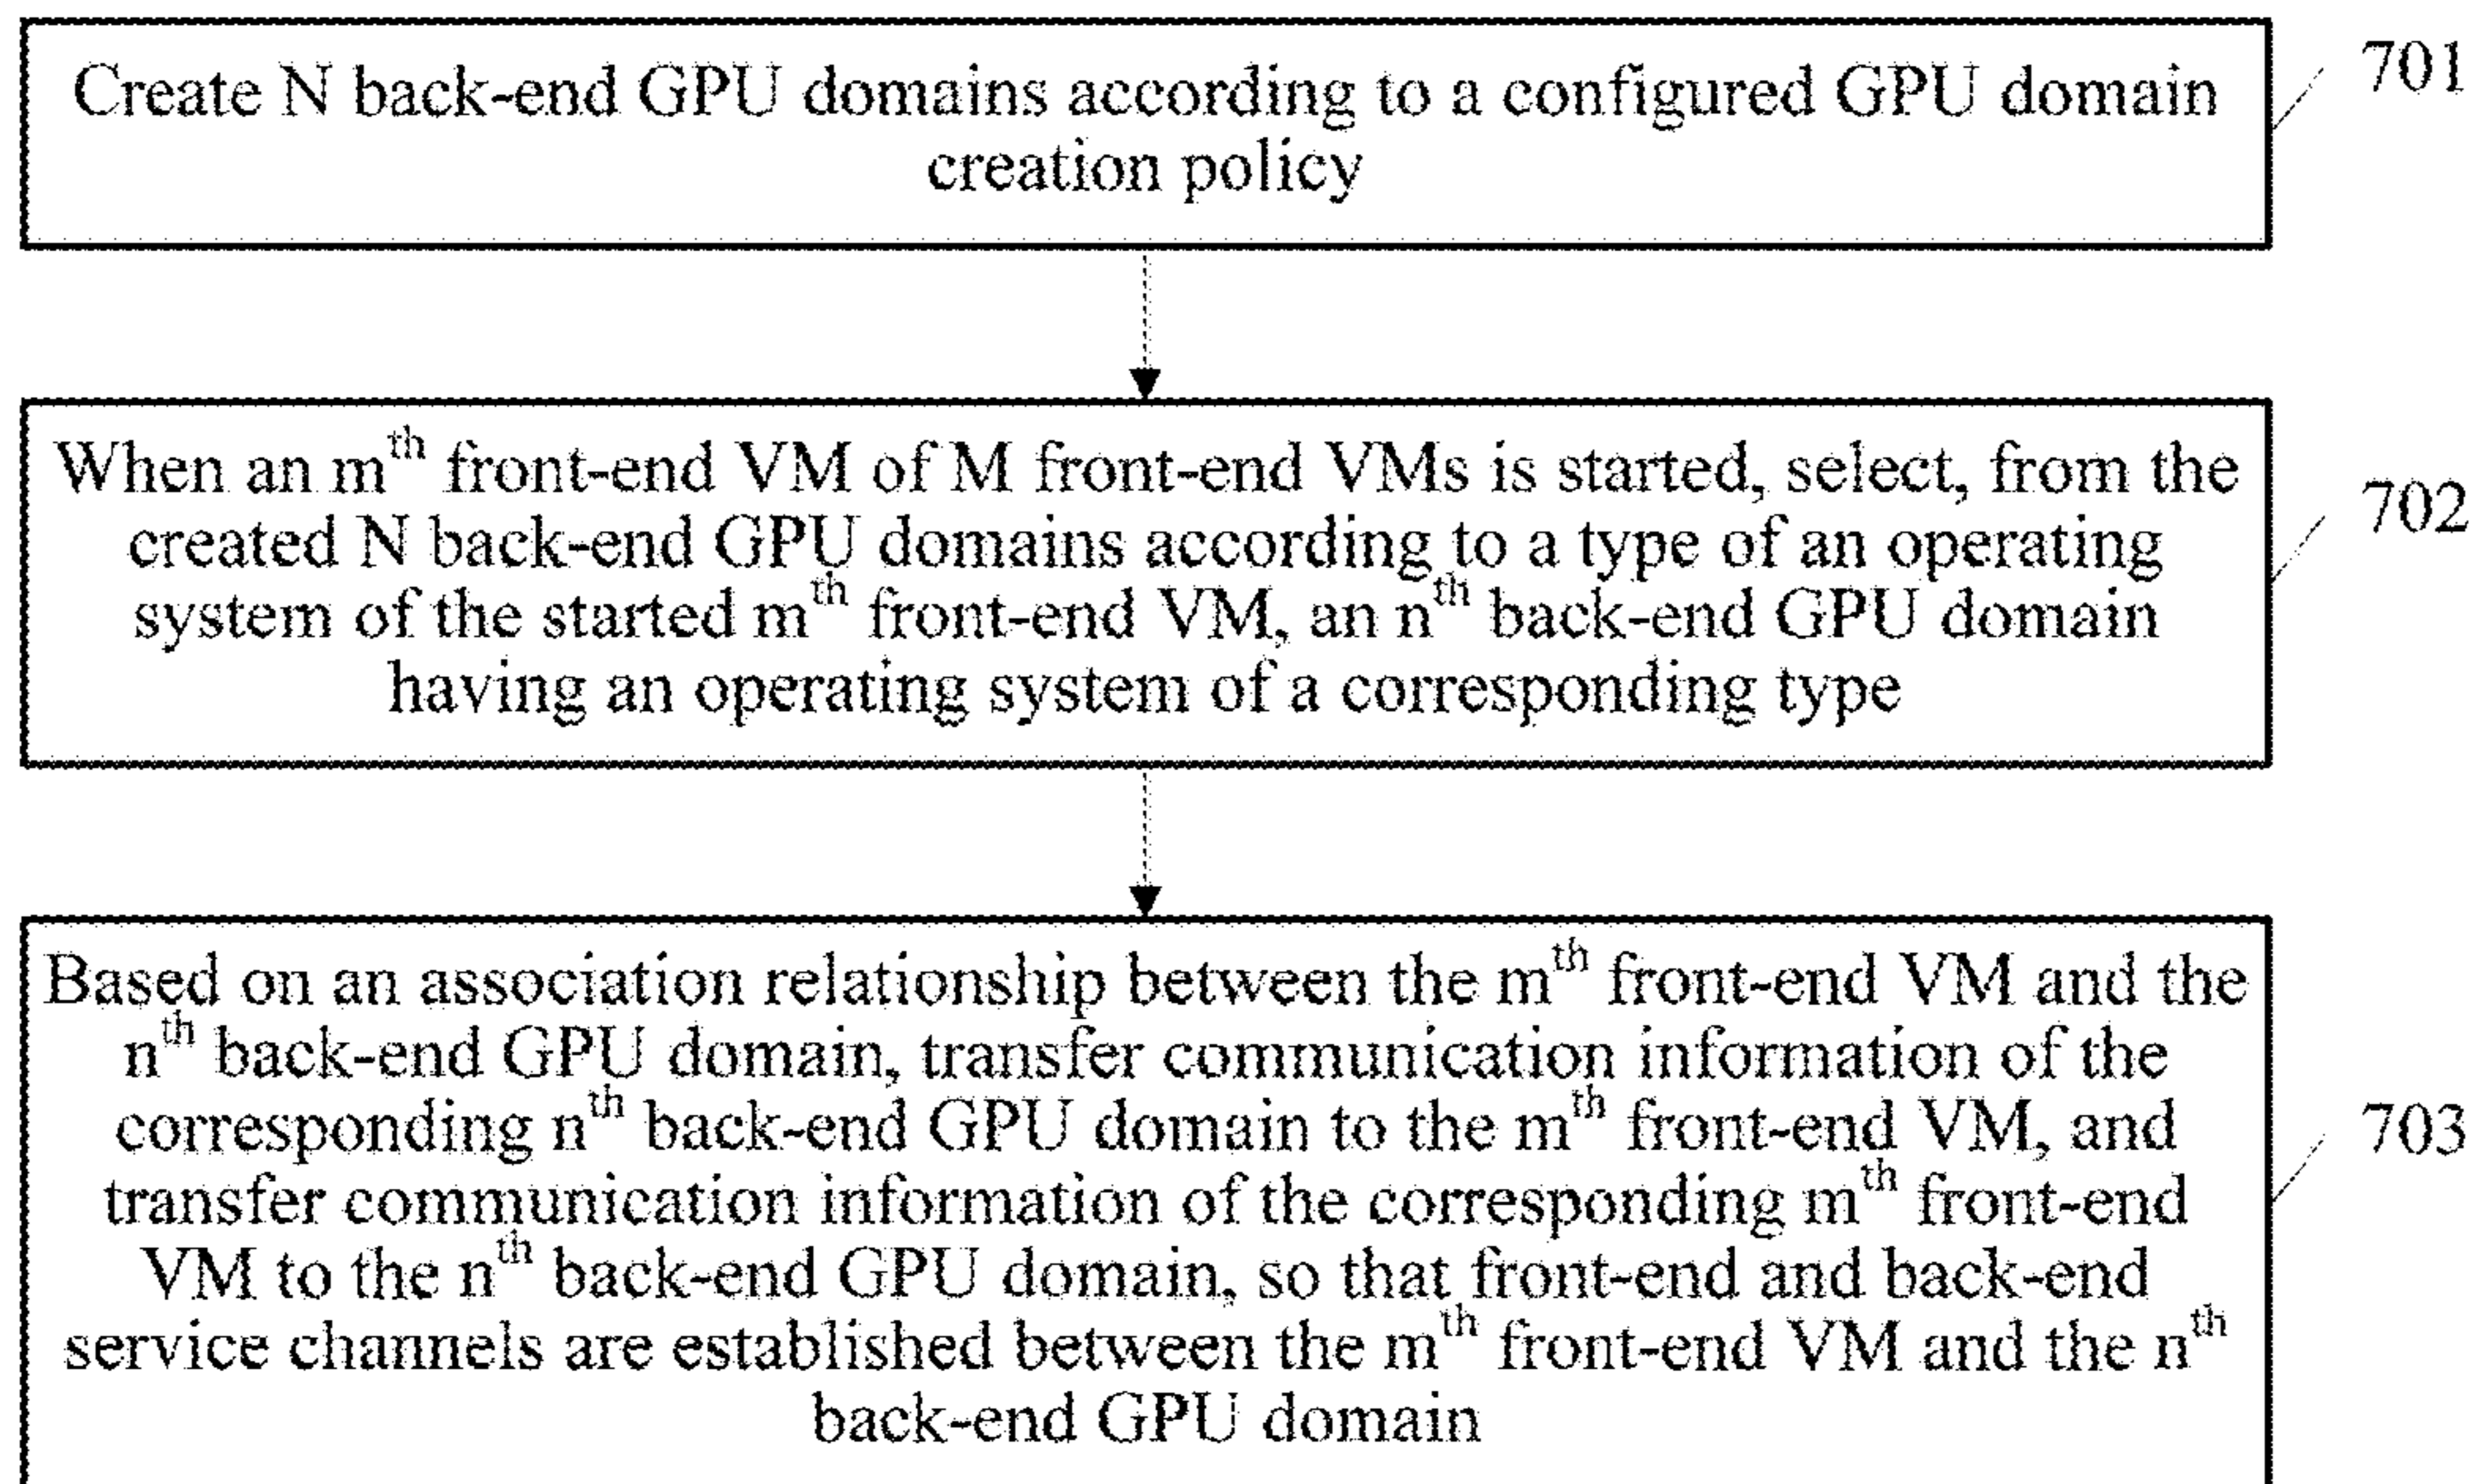 Create N back-end GPU domains according to a configured GPU domain
creation policy
701
When an mth front-end VM of M front-end VMs is started, select, from the
created N back-end GPU domains according to a type of an operating
system of the started mth front-end VM, an nth back-end GPU domain
having an operating system of a corresponding type
702
Based on an association relationship between the mth front-end VM and the
nth back-end GPU domain, transfer communication information of the
corresponding nth back-end GPU domain to the mth front-end VM, and
transfer communication information of the corresponding mth front-end
VM to the nth back-end GPU domain, so that front-end and back-end
service channels are established between the mth front-end VM and the nth
back-end GPU domain
703